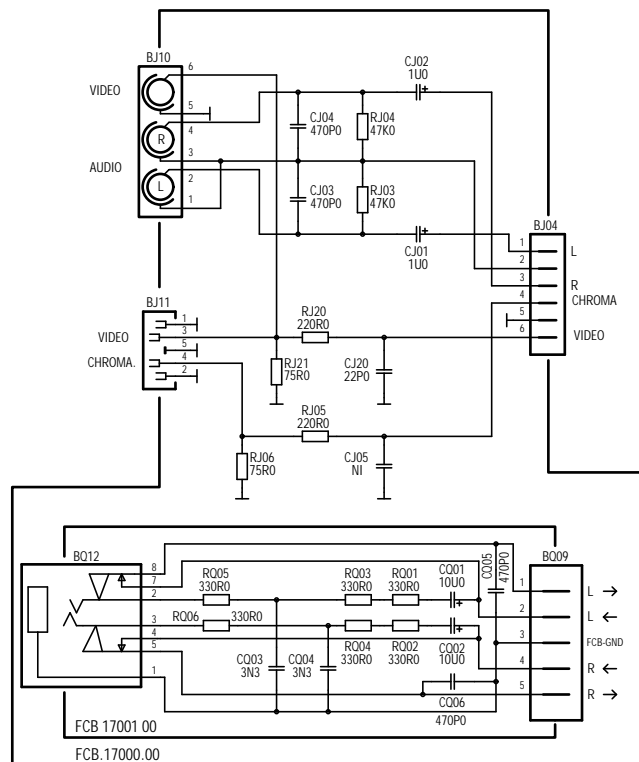 BJ10
6
VIDEO
5
4
R
AUDIO
3
2
L
1
CJ02
1U0
CJ04
470P0
RJ04
47K0
CJ03
470P0
RJ03
47K0
CJ01
1U0
BJ04
1
L
2
3
R
4
CHROMA
5
6
VIDEO
BJ11
1
VIDEO
3
5
CHROMA.
4
2
RJ20
220R0
RJ21
75R0
CJ20
22P0
RJ05
220R0
RJ06
75R0
CJ05
NI
BQ12
8
7
2
3
4
5
1
RQ05
330R0
RQ03
330R0
RQ01
330R0
CQ01
10U0
CQ05
470P0
RQ06
330R0
RQ04
330R0
RQ02
330R0
CQ02
10U0
CQ03
3N3
CQ04
3N3
CQ06
470P0
BQ09
1
L →
2
L ←
3
FCB-GND
4
R ←
5
R →
FCB 17001 00
FCB.17000.00